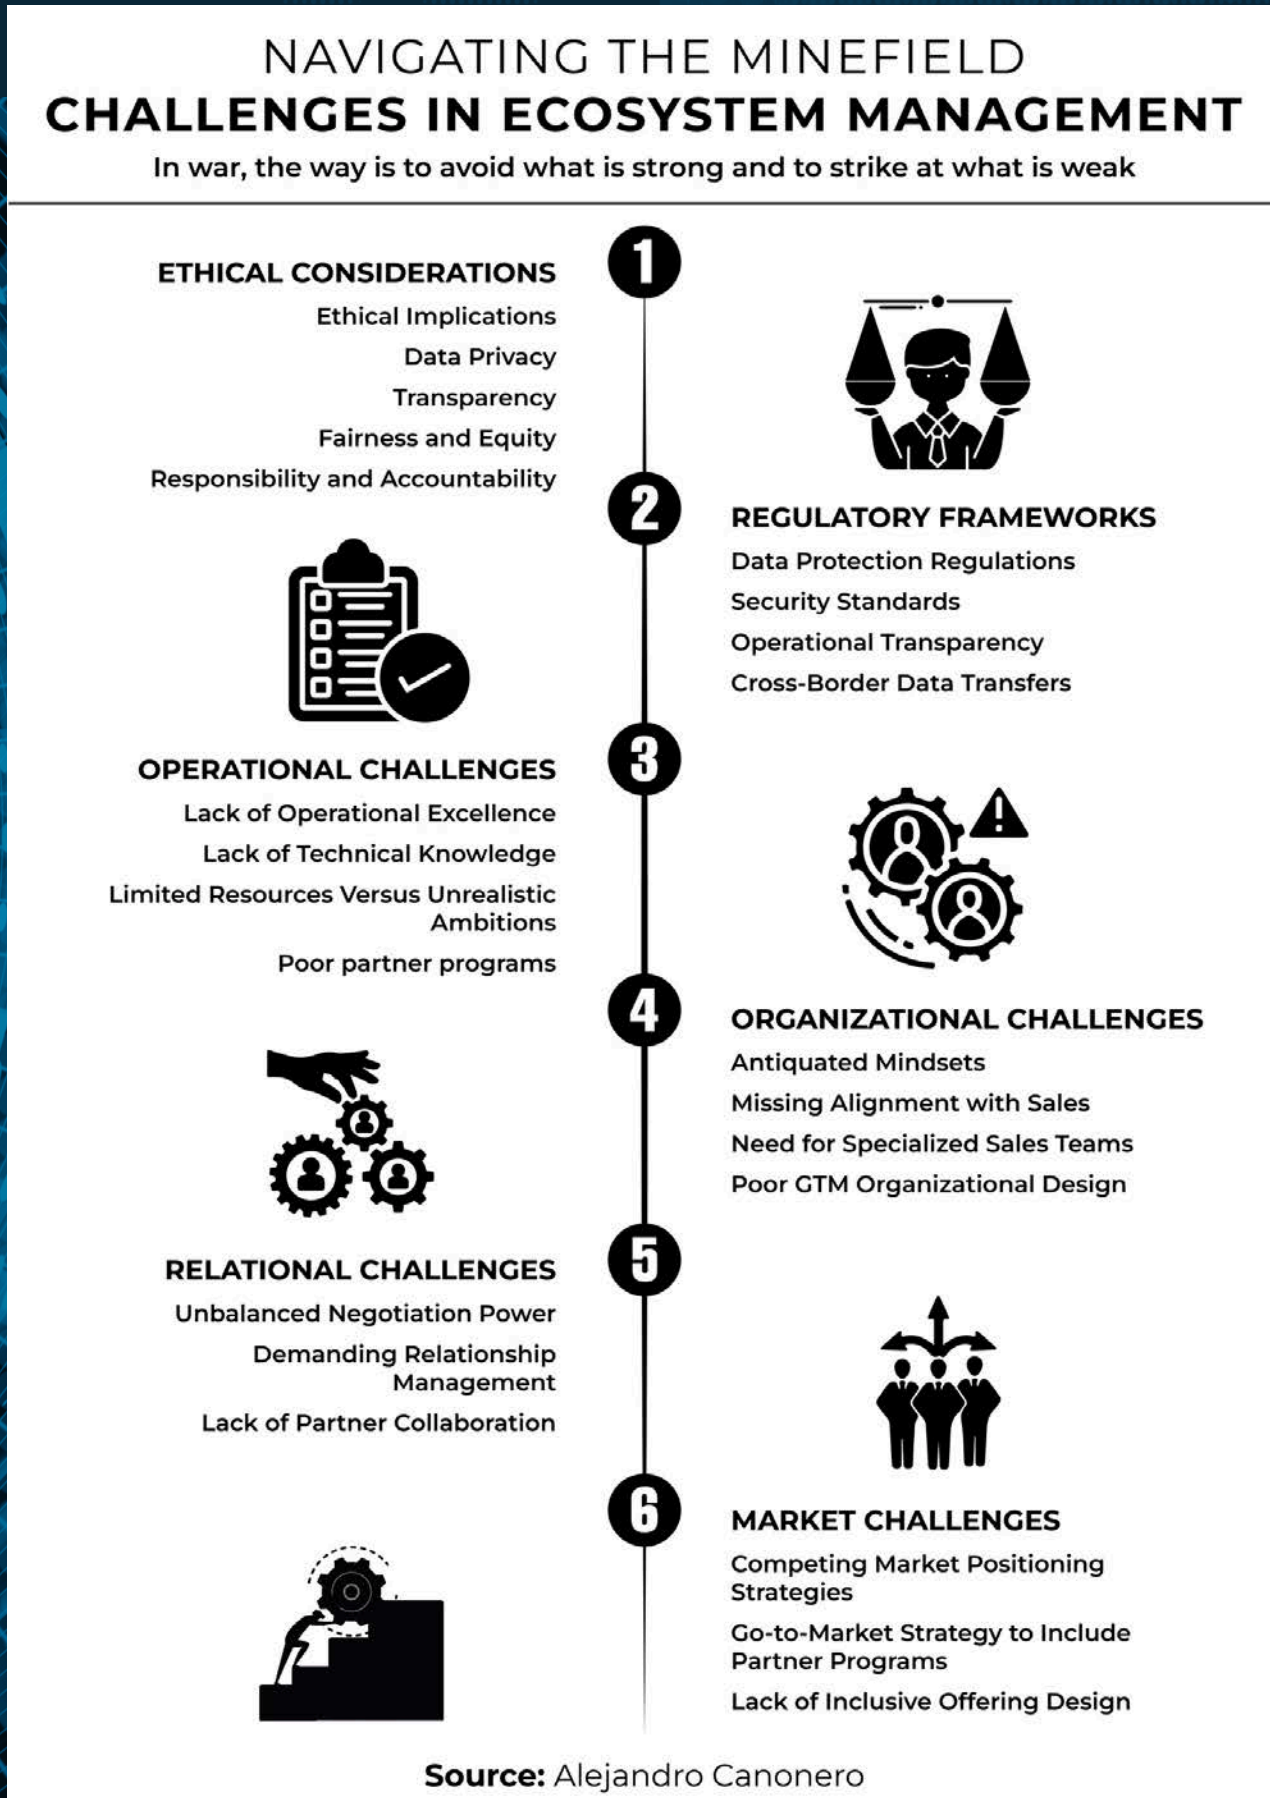 NAVIGATING THE MINEFIELD
CHALLENGES IN ECOSYSTEM MANAGEMENT
In war, the way is to avoid what is strong and to strike at what is weak
1
ETHICAL CONSIDERATIONS
Ethical Implications
Data Privacy
Transparency
Fairness and Equity
Responsibility and Accountability
2
REGULATORY FRAMEWORKS
Data Protection Regulations
Security Standards
Operational Transparency
Cross-Border Data Transfers
3
OPERATIONAL CHALLENGES
Lack of Operational Excellence
Lack of Technical Knowledge
Limited Resources Versus Unrealistic
Ambitions
Poor partner programs
4
ORGANIZATIONAL CHALLENGES
Antiquated Mindsets
Missing Alignment with Sales
Need for Specialized Sales Teams
Poor GTM Organizational Design
5
RELATIONAL CHALLENGES
Unbalanced Negotiation Power
Demanding Relationship
Management
Lack of Partner Collaboration
6
MARKET CHALLENGES
Competing Market Positioning
Strategies
Go-to-Market Strategy to Include
Partner Programs
Lack of Inclusive Offering Design
Source: Alejandro Canonero